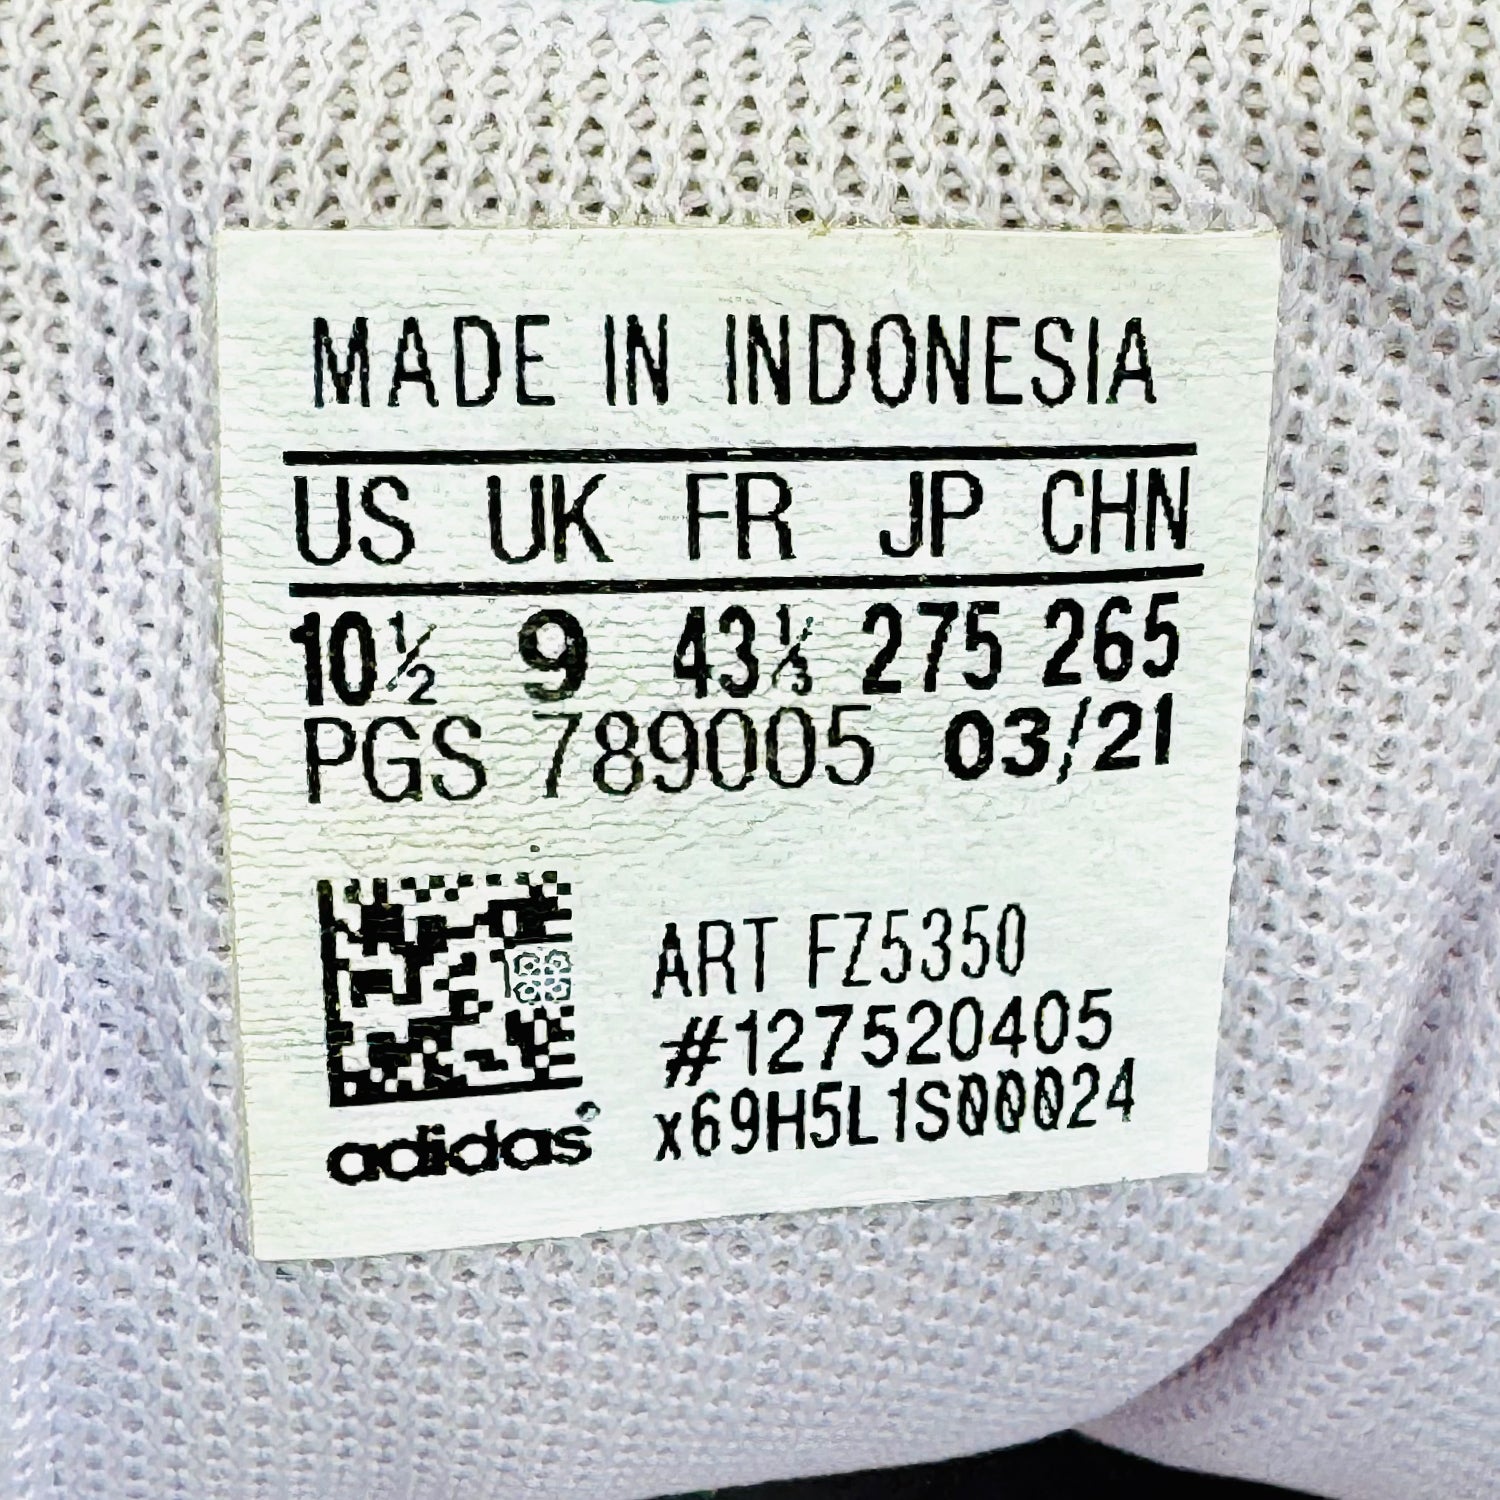 MADE IN INDONESIA
US UK FR JP CHN
10½ 9 43⅓ 275 265
PGS 789005 03/21
ART FZ5350
#127520405
x69H5L1S00024
adidas®